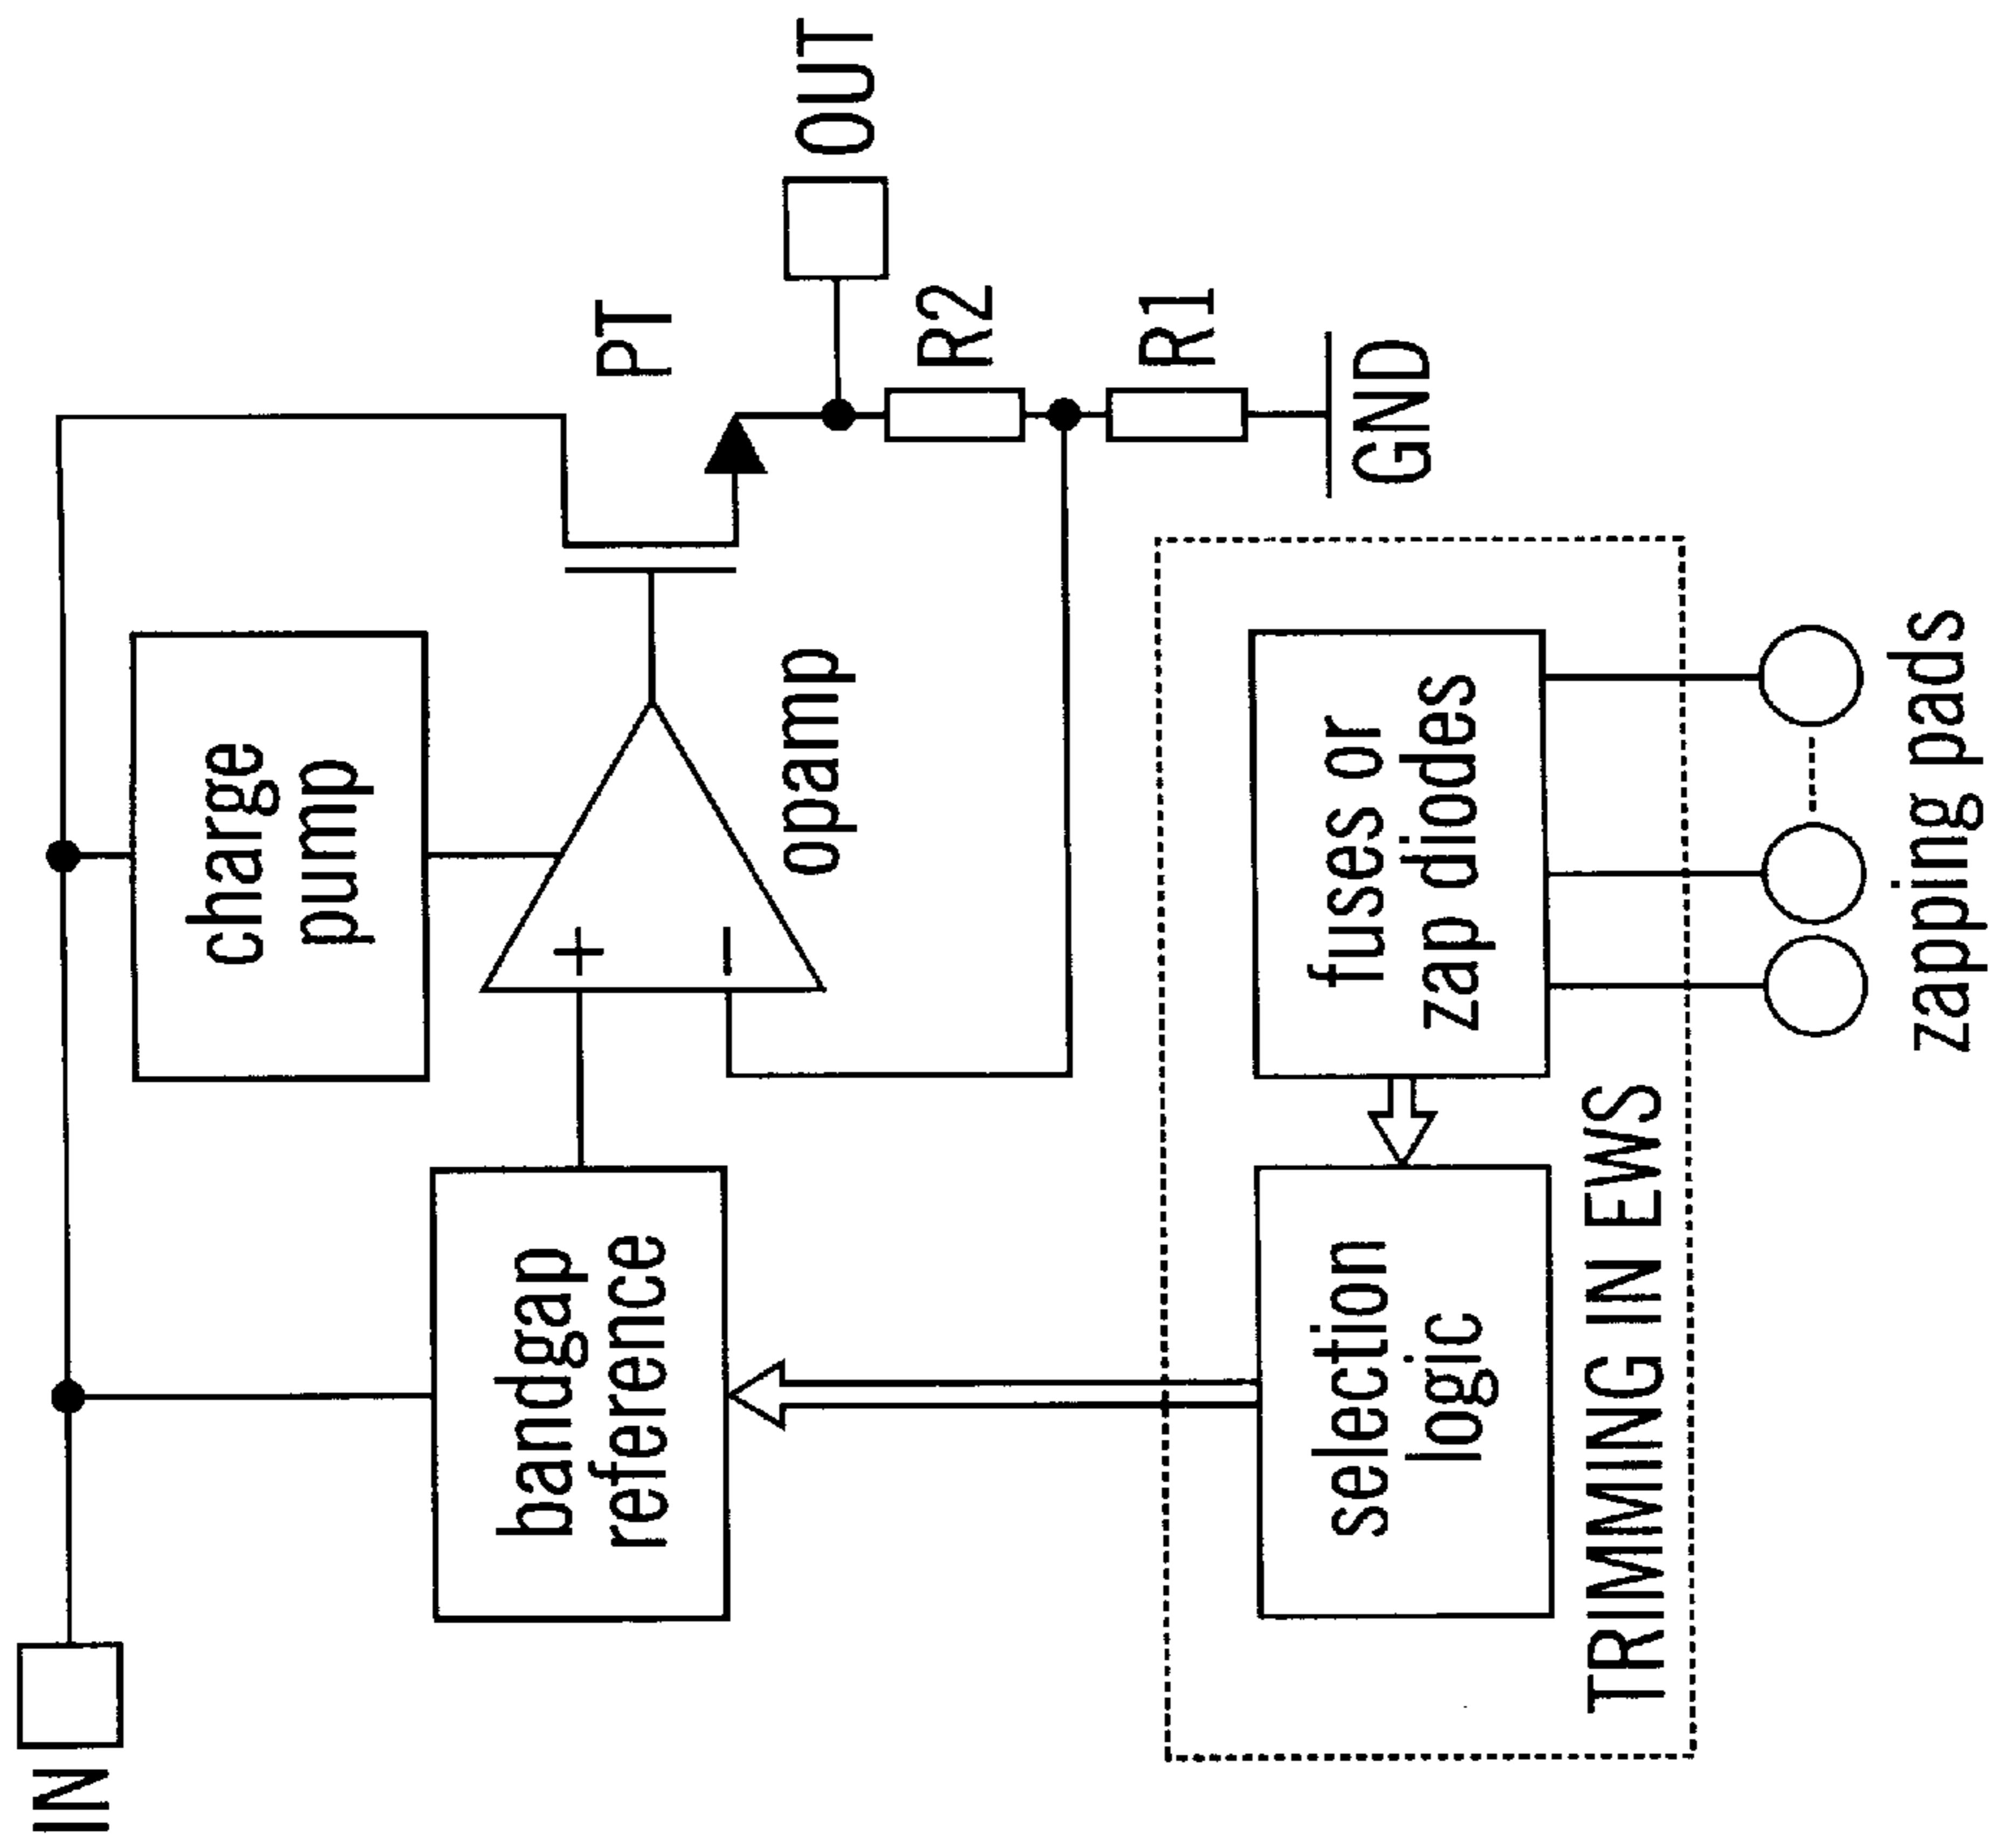 IN
charge
pump
PT
OUT
bandgap
reference
+
−
opamp
R2
R1
GND
selection
logic
fuses or
zap diodes
TRIMMING IN EWS
zapping pads